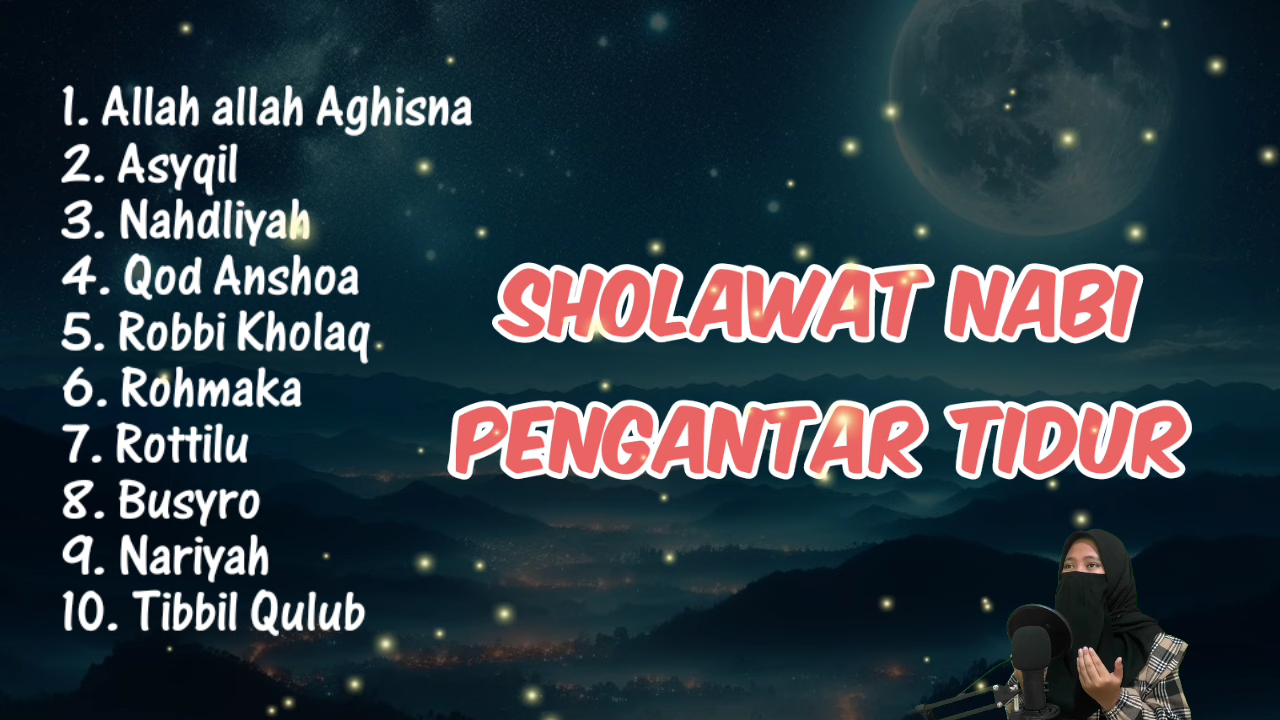 1. Allah allah Aghisna
2. Asyqil
3. Nahdliyah
4. Qod Anshoa
5. Robbi Kholaq
6. Rohmaka
7. Rottilu
8. Busyro
9. Nariyah
10. Tibbil Qulub
SHOLAWAT NABI
PENGANTAR TIDUR